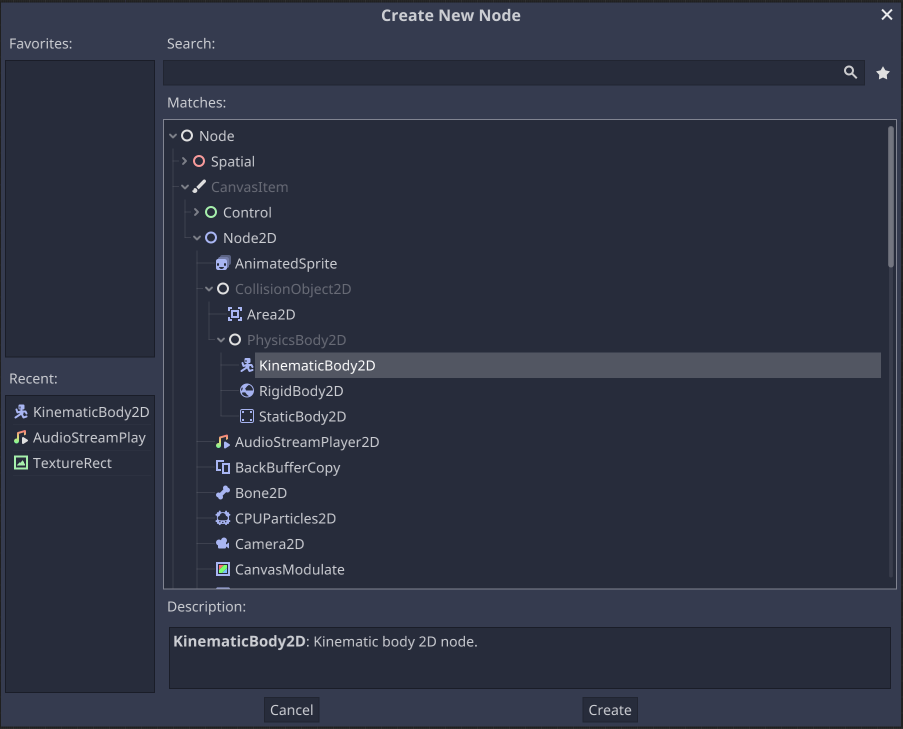 Create New Node
Favorites:
Search:
Matches:
Node
Spatial
CanvasItem
Control
Node2D
AnimatedSprite
CollisionObject2D
Area2D
PhysicsBody2D
KinematicBody2D
RigidBody2D
StaticBody2D
AudioStreamPlayer2D
BackBufferCopy
Bone2D
CPUParticles2D
Camera2D
CanvasModulate
Recent:
KinematicBody2D
AudioStreamPlay
TextureRect
Description:
KinematicBody2D: Kinematic body 2D node.
Cancel
Create